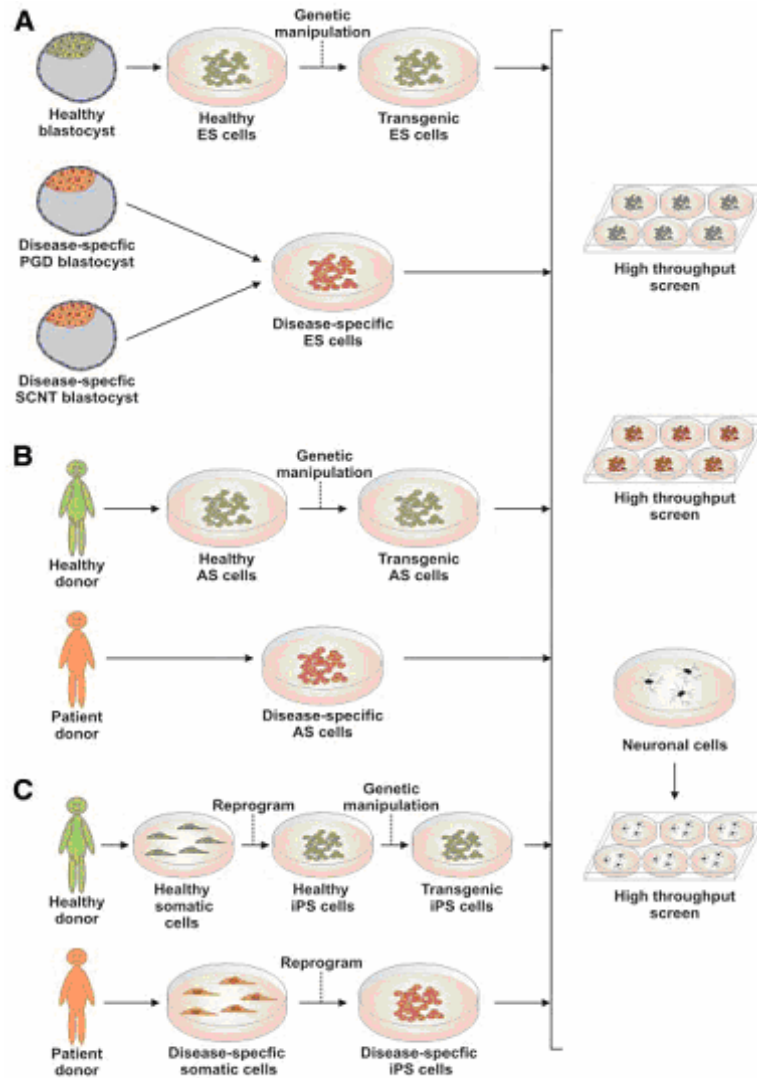 A
Genetic
manipulation
Healthy
blastocyst
Healthy
ES cells
Transgenic
ES cells
Disease-specfic
PGD blastocyst
Disease-specific
ES cells
Disease-specfic
SCNT blastocyst
High throughput
screen
B
Genetic
manipulation
Healthy
donor
Healthy
AS cells
Transgenic
AS cells
High throughput
screen
Patient
donor
Disease-specific
AS cells
Neuronal cells
C
Reprogram
Genetic
manipulation
Healthy
donor
Healthy
somatic
cells
Healthy
iPS cells
Transgenic
iPS cells
High throughput
screen
Reprogram
Patient
donor
Disease-specfic
somatic cells
Disease-specfic
iPS cells